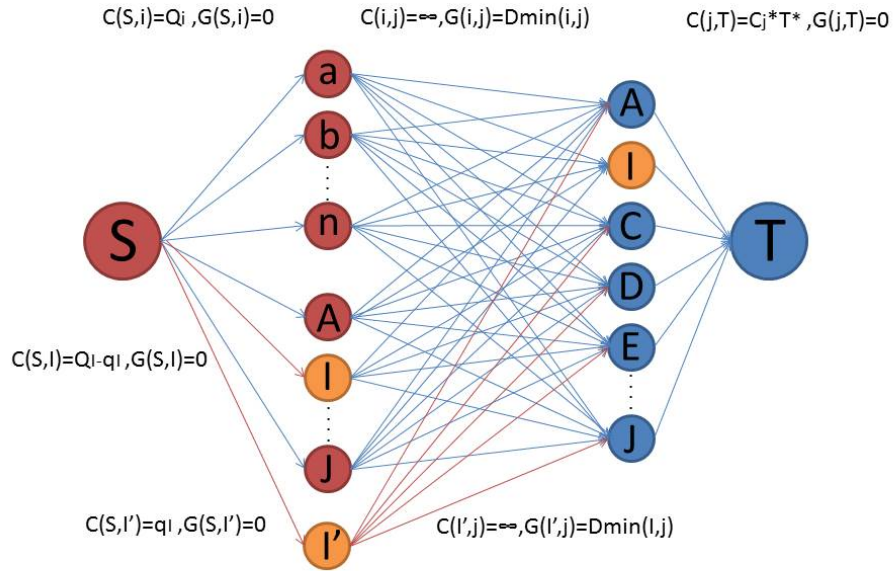 C(S,i)=Qi ,G(S,i)=0
C(i,j)=∞,G(i,j)=Dmin(i,j)
C(j,T)=Cj*T* ,G(j,T)=0
a
b
n
A
I
J
I’
S
A
I
C
D
E
J
T
C(S,I)=QI-qI ,G(S,I)=0
C(S,I’)=qI ,G(S,I’)=0
C(I’,j)=∞,G(I’,j)=Dmin(I,j)